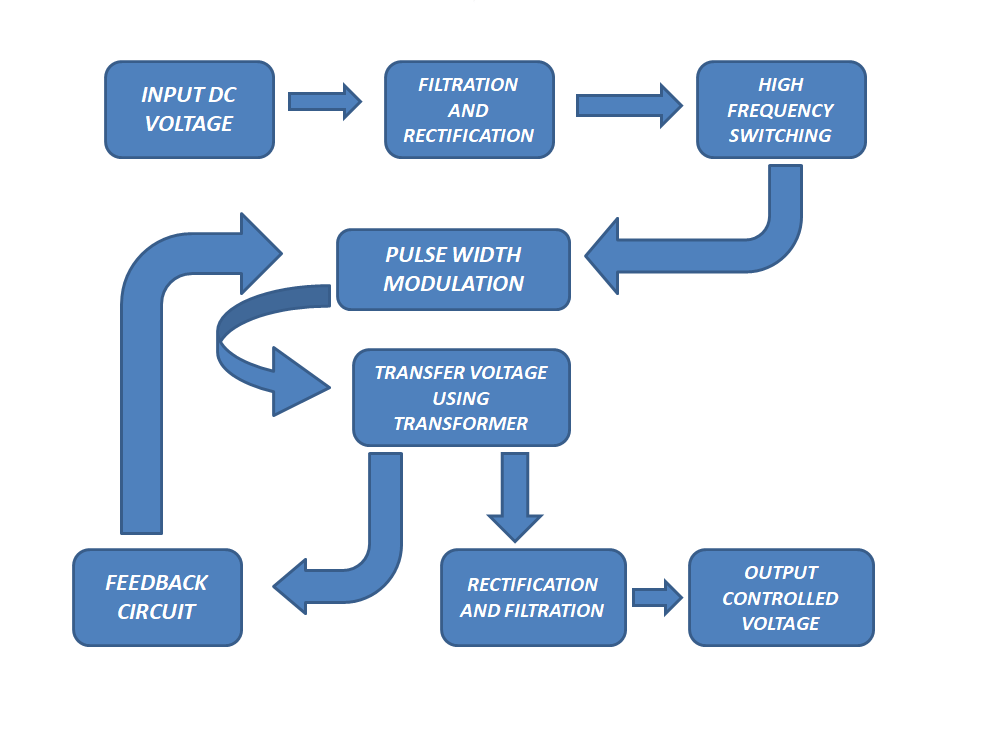 INPUT DC
VOLTAGE
FILTRATION
AND
RECTIFICATION
HIGH
FREQUENCY
SWITCHING
PULSE WIDTH
MODULATION
TRANSFER VOLTAGE
USING
TRANSFORMER
FEEDBACK
CIRCUIT
RECTIFICATION
AND FILTRATION
OUTPUT
CONTROLLED
VOLTAGE